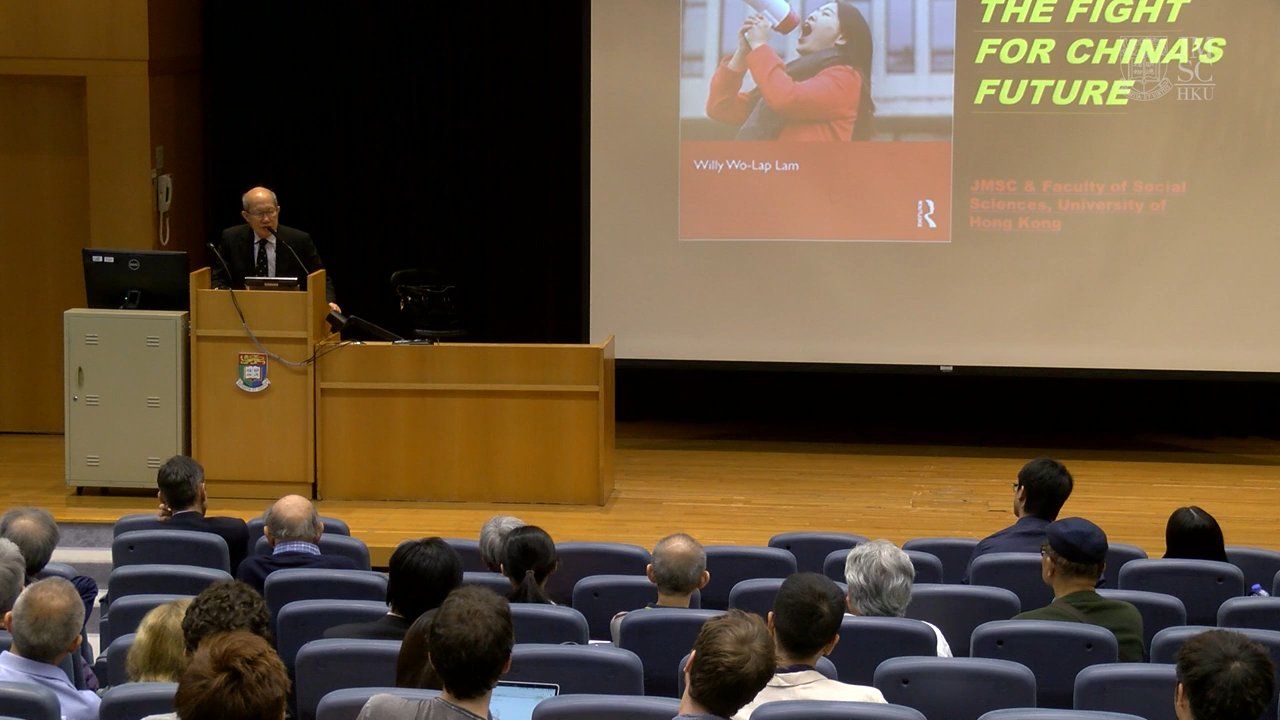 THE FIGHT
FOR CHINA'S
FUTURE
Willy Wo-Lap Lam
JMSC & Faculty of Social
Sciences, University of
Hong Kong
SC
HKU